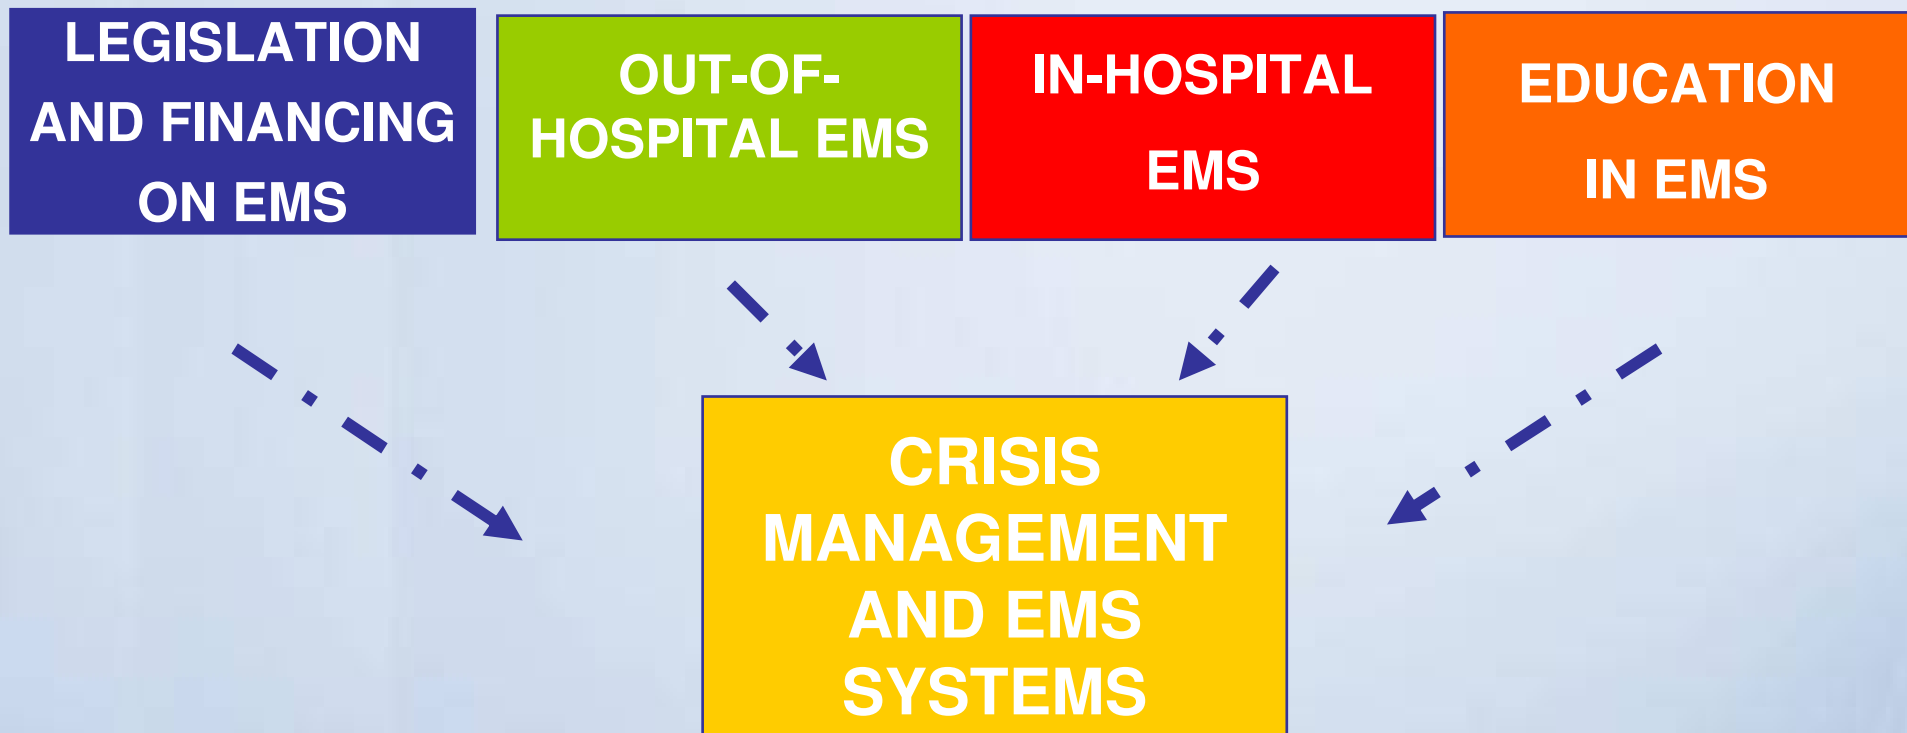 LEGISLATION
AND FINANCING
ON EMS
OUT-OF-
HOSPITAL EMS
IN-HOSPITAL
EMS
EDUCATION
IN EMS
CRISIS
MANAGEMENT
AND EMS
SYSTEMS